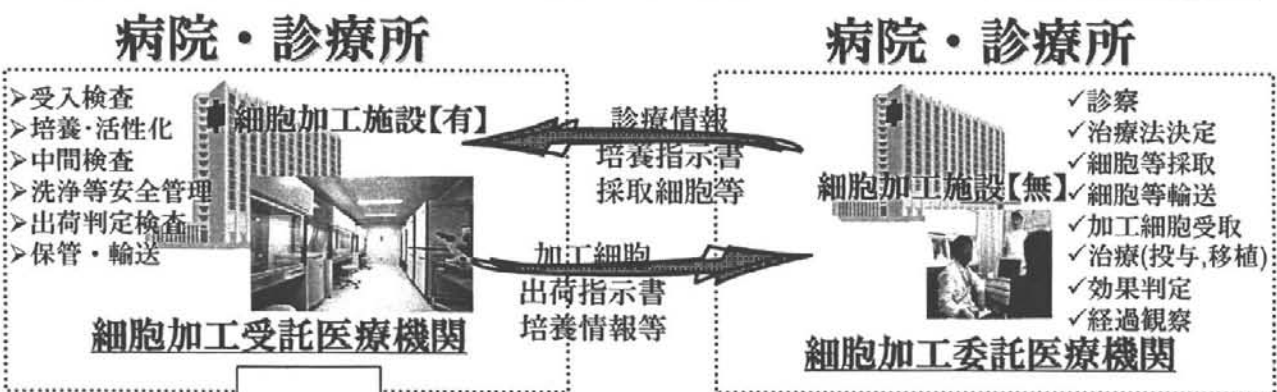 病院・診療所
➢受入検査
➢培養・活性化
➢中間検査
➢洗浄等安全管理
➢出荷判定検査
➢保管・輸送
細胞加工施設【有】
細胞加工受託医療機関
診療情報
培養指示書
採取細胞等
加工細胞
出荷指示書
培養情報等
病院・診療所
細胞加工施設【無】
✓診察
✓治療法決定
✓細胞等採取
✓細胞等輸送
✓加工細胞受取
✓治療(投与,移植)
✓効果判定
✓経過観察
細胞加工委託医療機関